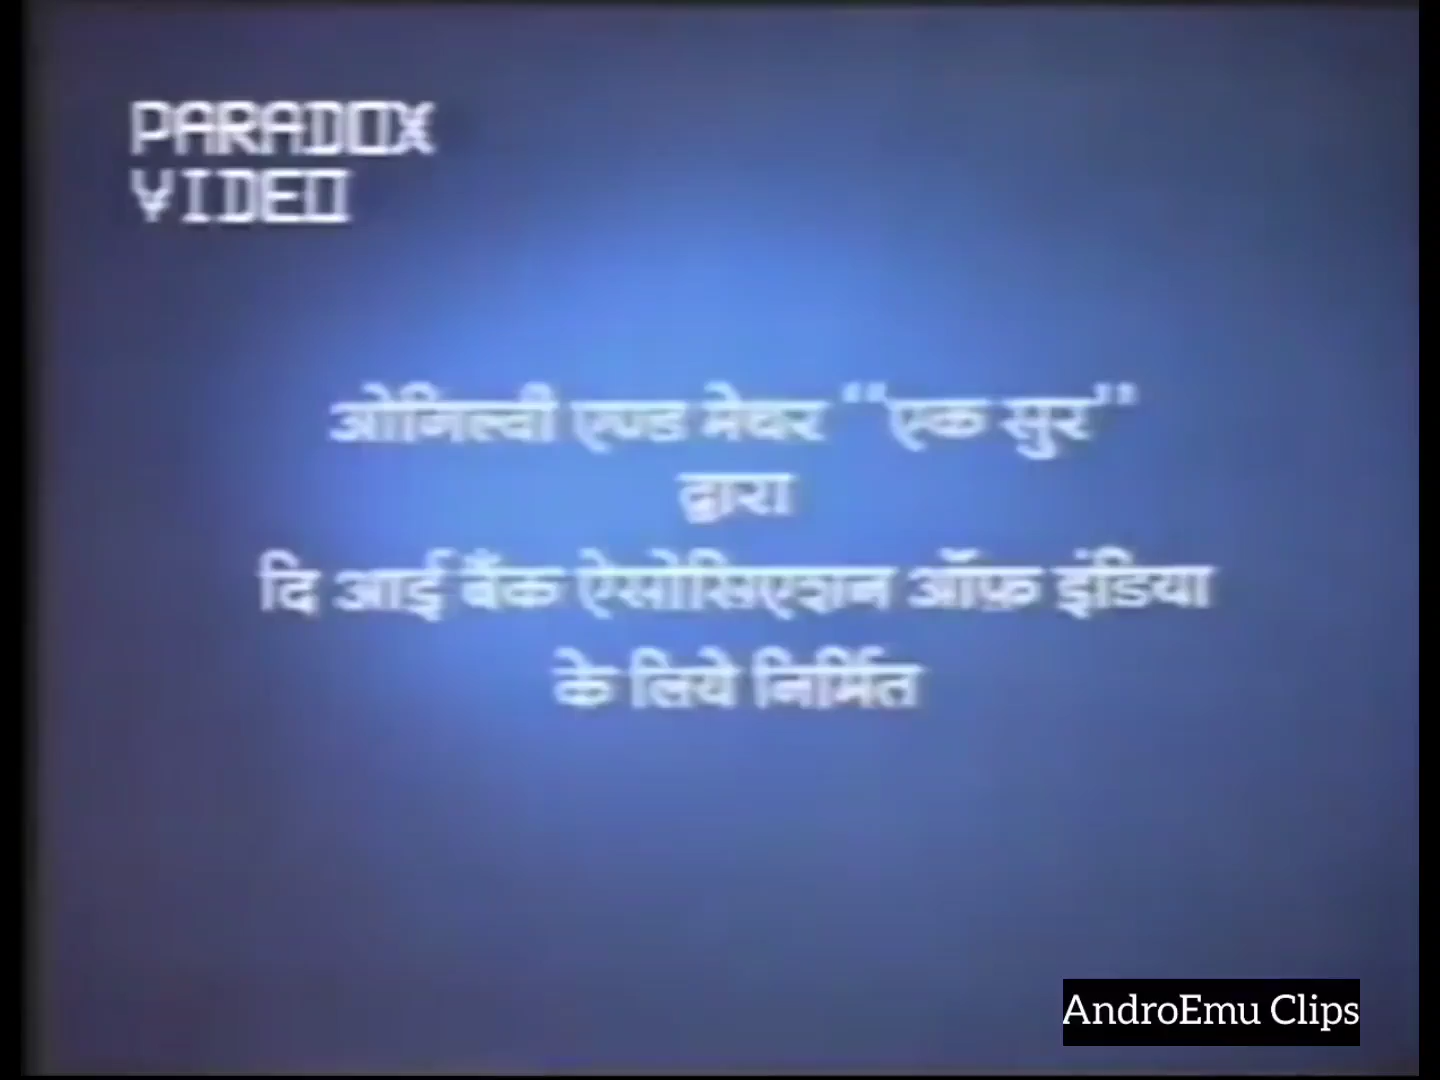 PARADOX
VIDEO
ओगिल्वी एण्ड मेथर “एक सुर”
द्वारा
दि आई बैंक ऐसोसिएशन ऑफ़ इंडिया
के लिये निर्मित
AndroEmu Clips